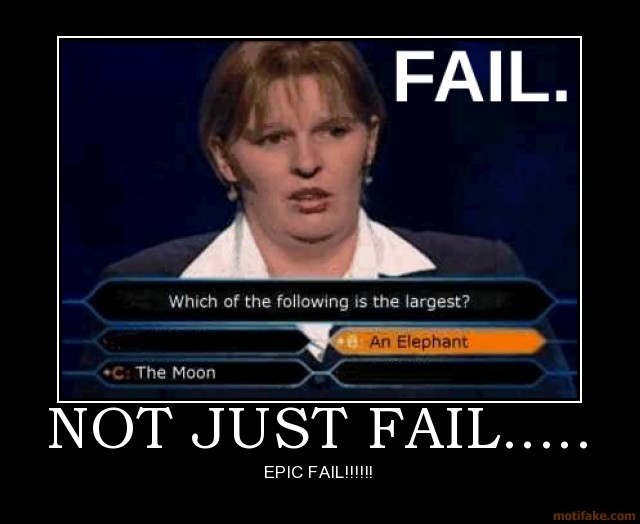 FAIL.
Which of the following is the largest?
B: An Elephant
C: The Moon
NOT JUST FAIL.....
EPIC FAIL!!!!!!
motifake.com